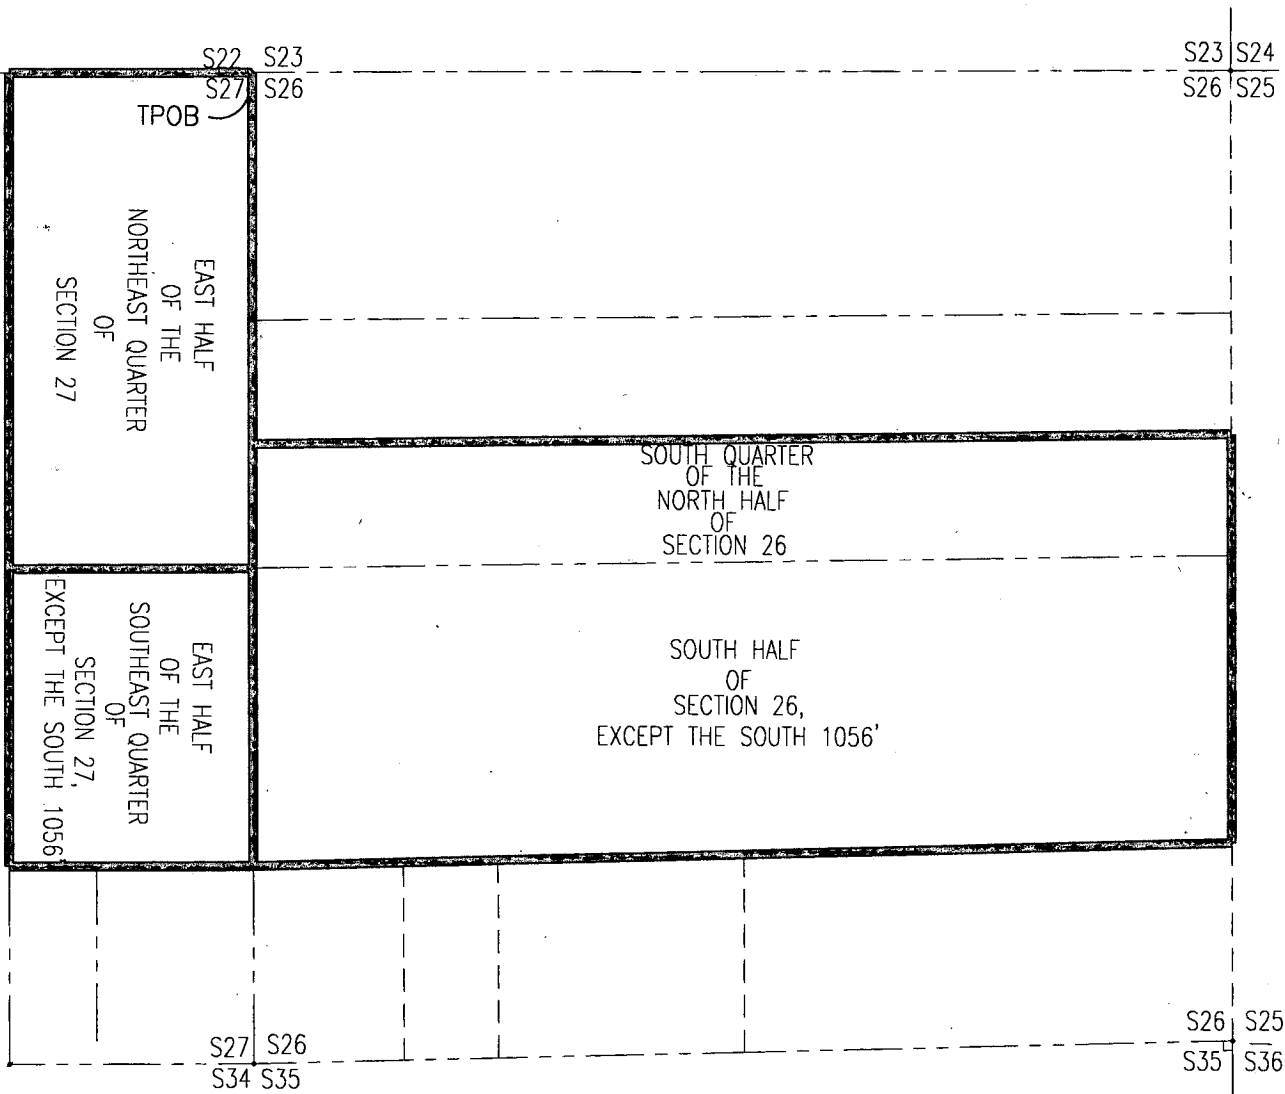 S22 S23
S27 S26
TPOB
S23 S24
S26 S25
EAST HALF
OF THE
NORTHEAST QUARTER
OF
SECTION 27
SOUTH QUARTER
OF THE
NORTH HALF
OF
SECTION 26
EAST HALF
OF THE
SOUTHEAST QUARTER
OF
SECTION 27,
EXCEPT THE SOUTH 1056'
SOUTH HALF
OF
SECTION 26,
EXCEPT THE SOUTH 1056'
S27 S26
S34 S35
S26 S25
S35 S36